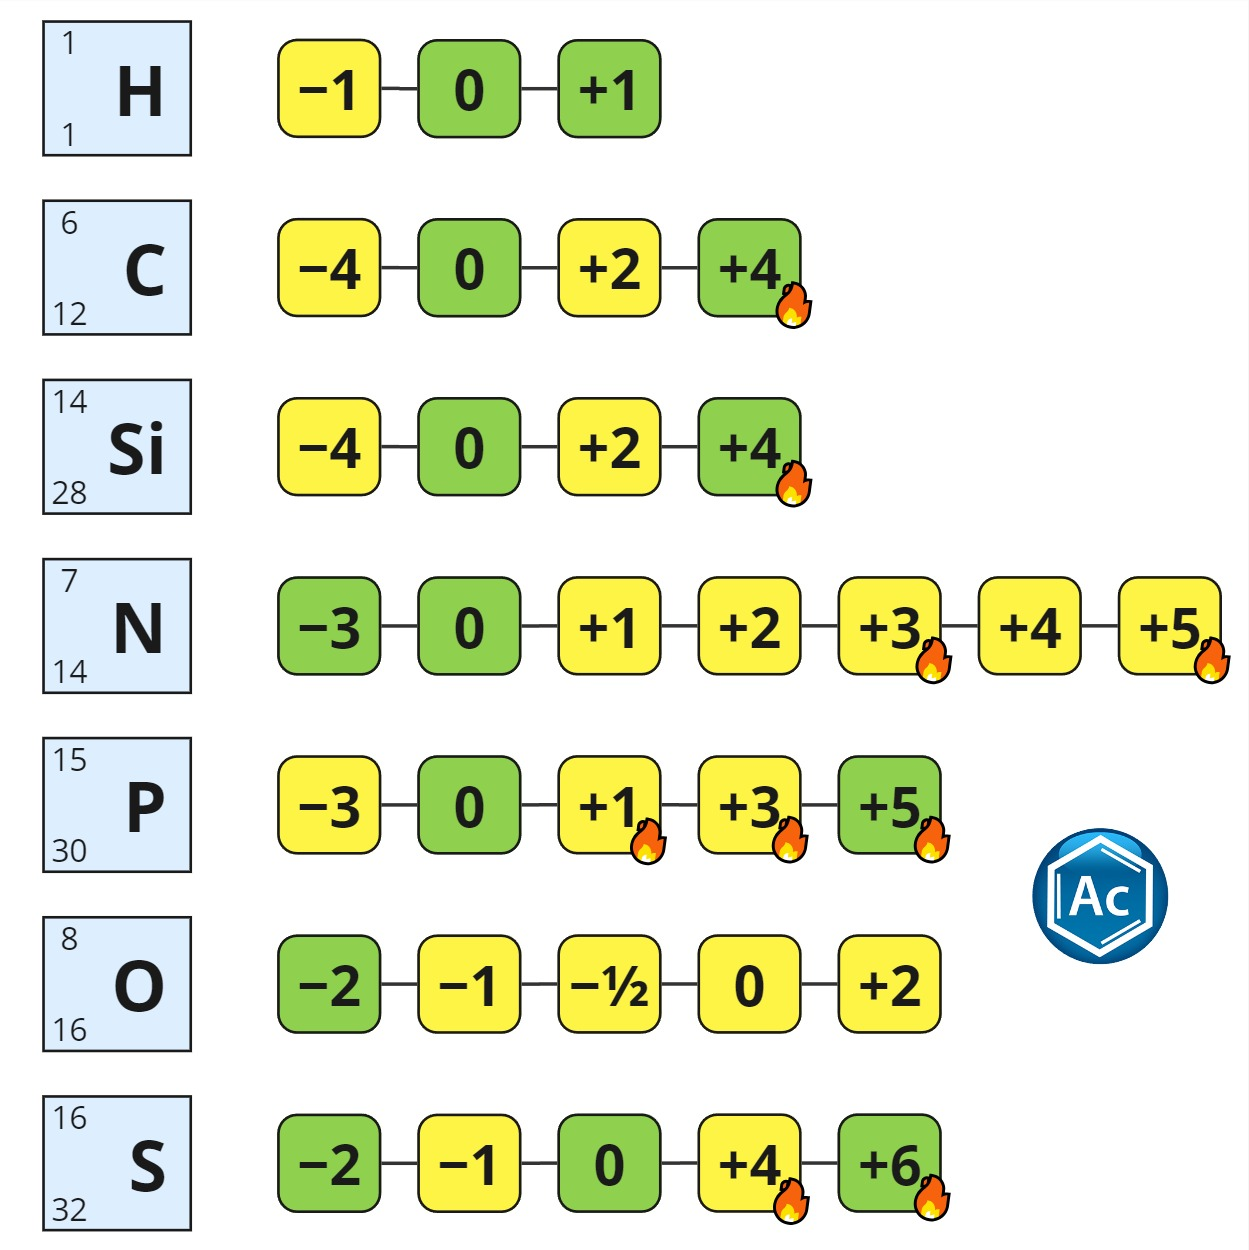 1
H
1
−1 0 +1
6
C
12
−4 0 +2 +4
14
Si
28
−4 0 +2 +4
7
N
14
−3 0 +1 +2 +3 +4 +5
15
P
30
−3 0 +1 +3 +5
8
O
16
−2 −1 −½ 0 +2
Ac
16
S
32
−2 −1 0 +4 +6